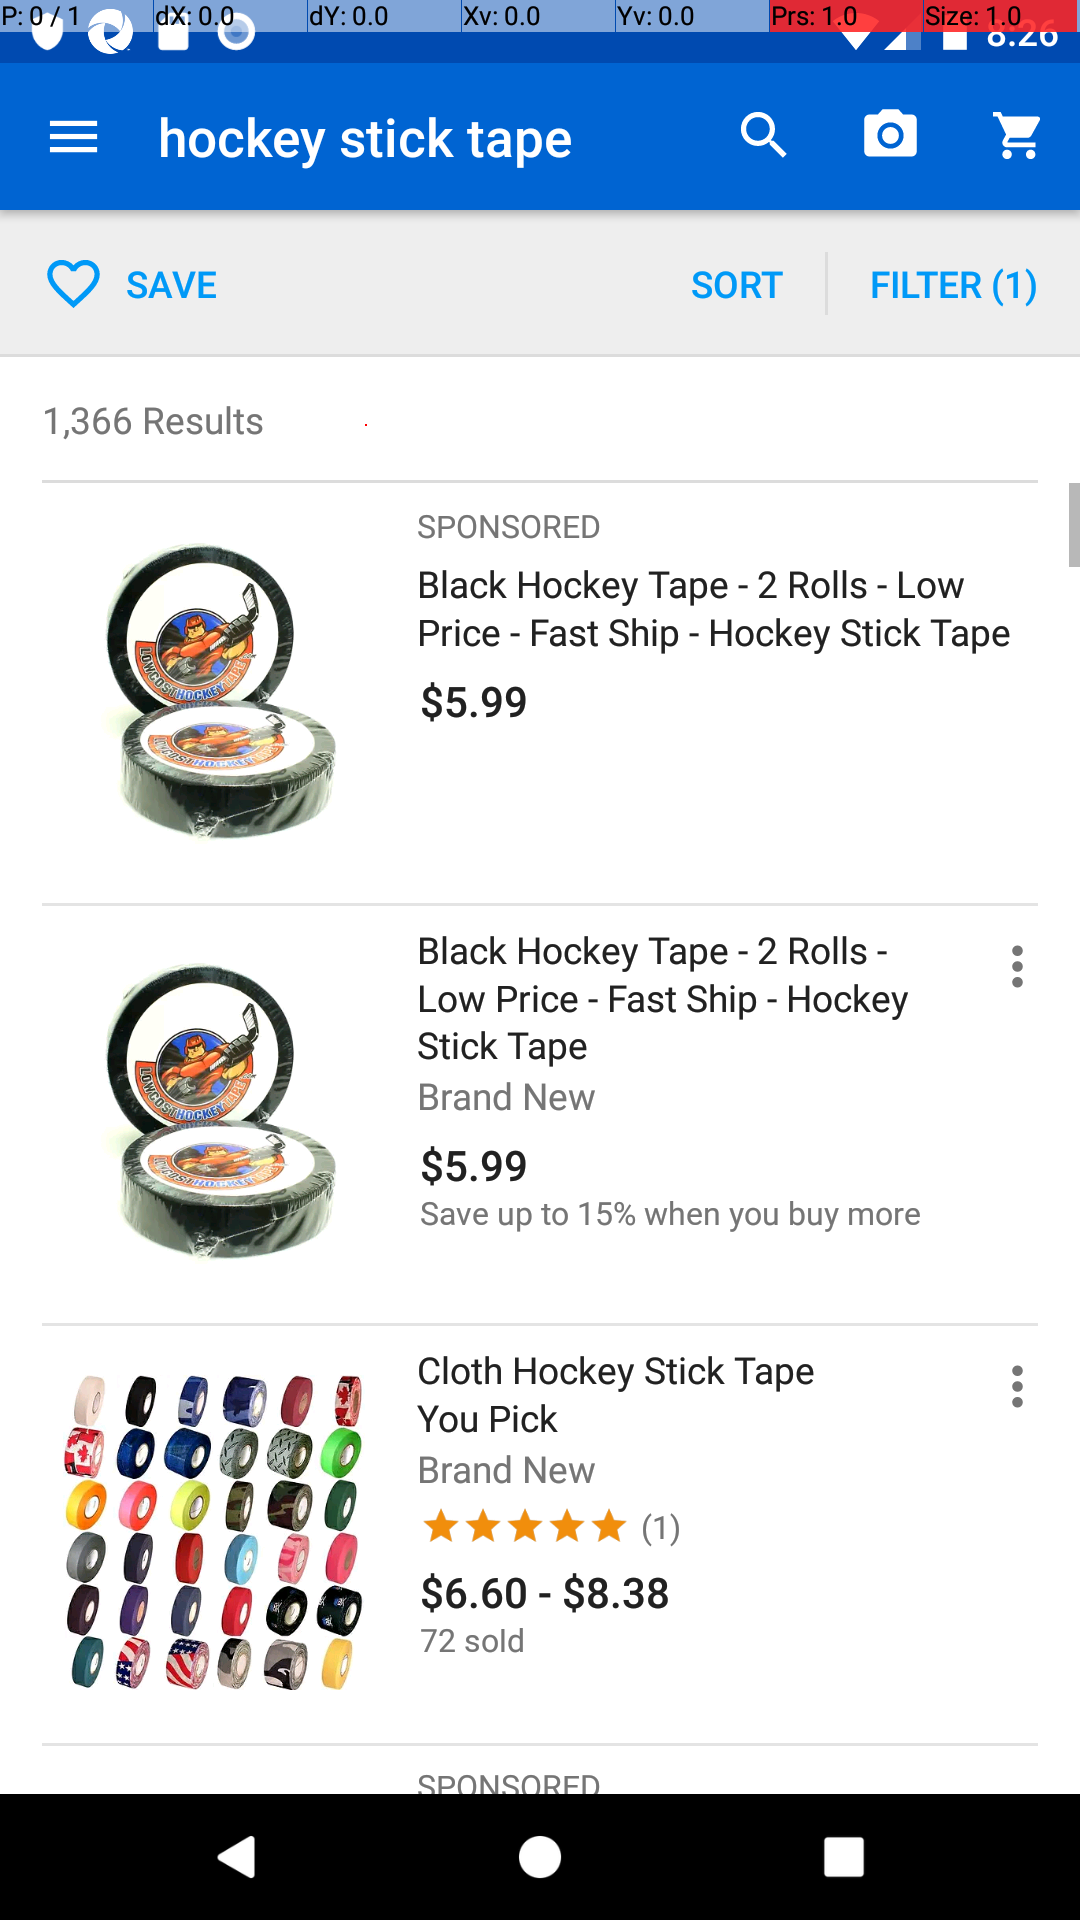 P: 0 / 1
dX: 0.0
dY: 0.0
Xv: 0.0
Yv: 0.0
Prs: 1.0
Size: 1.0
8:26
hockey stick tape
SAVE
SORT
FILTER (1)
1,366 Results
SPONSORED
Black Hockey Tape - 2 Rolls - Low
Price - Fast Ship - Hockey Stick Tape
$5.99
LOWCOSTHOCKEYTAPE
LOWCOSTHOCKEYTAPE
Black Hockey Tape - 2 Rolls -
Low Price - Fast Ship - Hockey
Stick Tape
Brand New
$5.99
Save up to 15% when you buy more
LOWCOSTHOCKEYTAPE
LOWCOSTHOCKEYTAPE
Cloth Hockey Stick Tape
You Pick
Brand New
(1)
$6.60 - $8.38
72 sold
SPONSORED